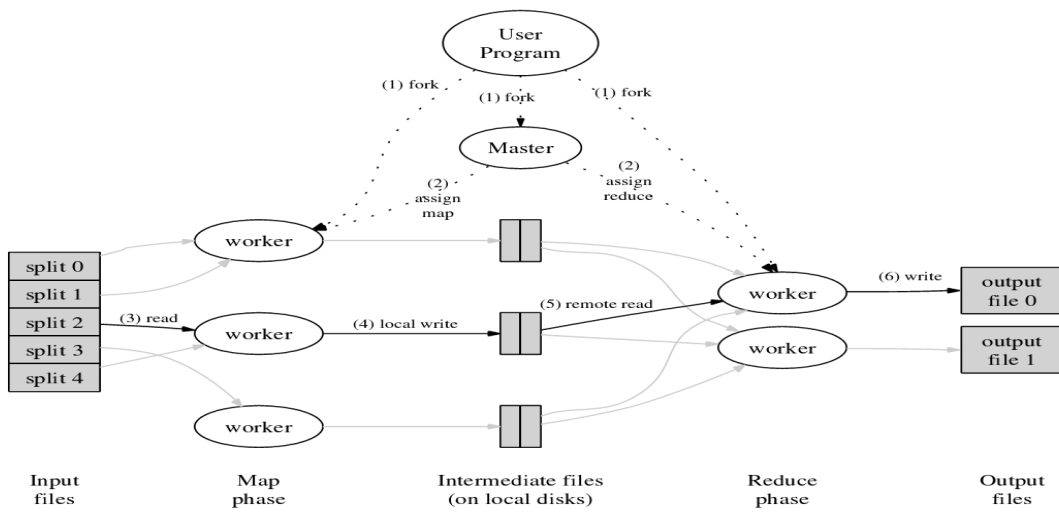 User
Program
(1) fork
(1) fork
(1) fork
Master
(2)
assign
map
(2)
assign
reduce
worker
split 0
split 1
split 2
split 3
split 4
(3) read
worker
(4) local write
worker
(5) remote read
worker
worker
(6) write
output
file 0
output
file 1
Input
files
Map
phase
Intermediate files
(on local disks)
Reduce
phase
Output
files